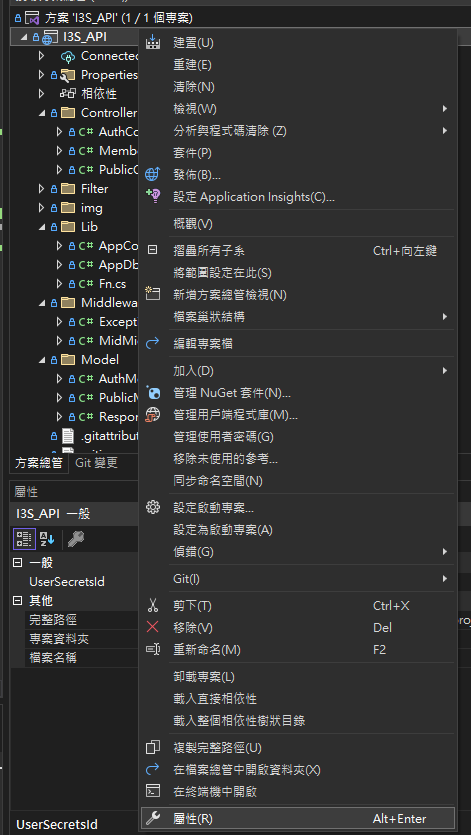 方案 'I3S_API' (1 / 1 個專案)
I3S_API
Connected
Properties
相依性
Controller
AuthCo
Memb
PublicC
Filter
img
Lib
AppCo
AppDb
Fn.cs
Middlewa
Except
MidMi
Model
AuthM
PublicM
Respor
.gitattribut
方案總管
Git 變更
屬性
I3S_API 一般
一般
UserSecretsId
其他
完整路徑
專案資料夾
檔案名稱
UserSecretsId
建置(U)
重建(E)
清除(N)
檢視(W)
分析與程式碼清除 (Z)
套件(P)
發佈(B)...
設定 Application Insights(C)...
概觀(V)
摺疊所有子系 Ctrl+向左鍵
將範圍設定在此(S)
新增方案總管檢視(N)
檔案巢狀結構
編輯專案檔
加入(D)
管理 NuGet 套件(N)...
管理用戶端程式庫(M)...
管理使用者密碼(G)
移除未使用的參考...
同步命名空間(N)
設定啟動專案...
設定為啟動專案(A)
偵錯(G)
Git(I)
剪下(T) Ctrl+X
移除(V) Del
重新命名(M) F2
卸載專案(L)
載入直接相依性
載入整個相依性樹狀目錄
複製完整路徑(U)
在檔案總管中開啟資料夾(X)
在終端機中開啟
屬性(R) Alt+Enter